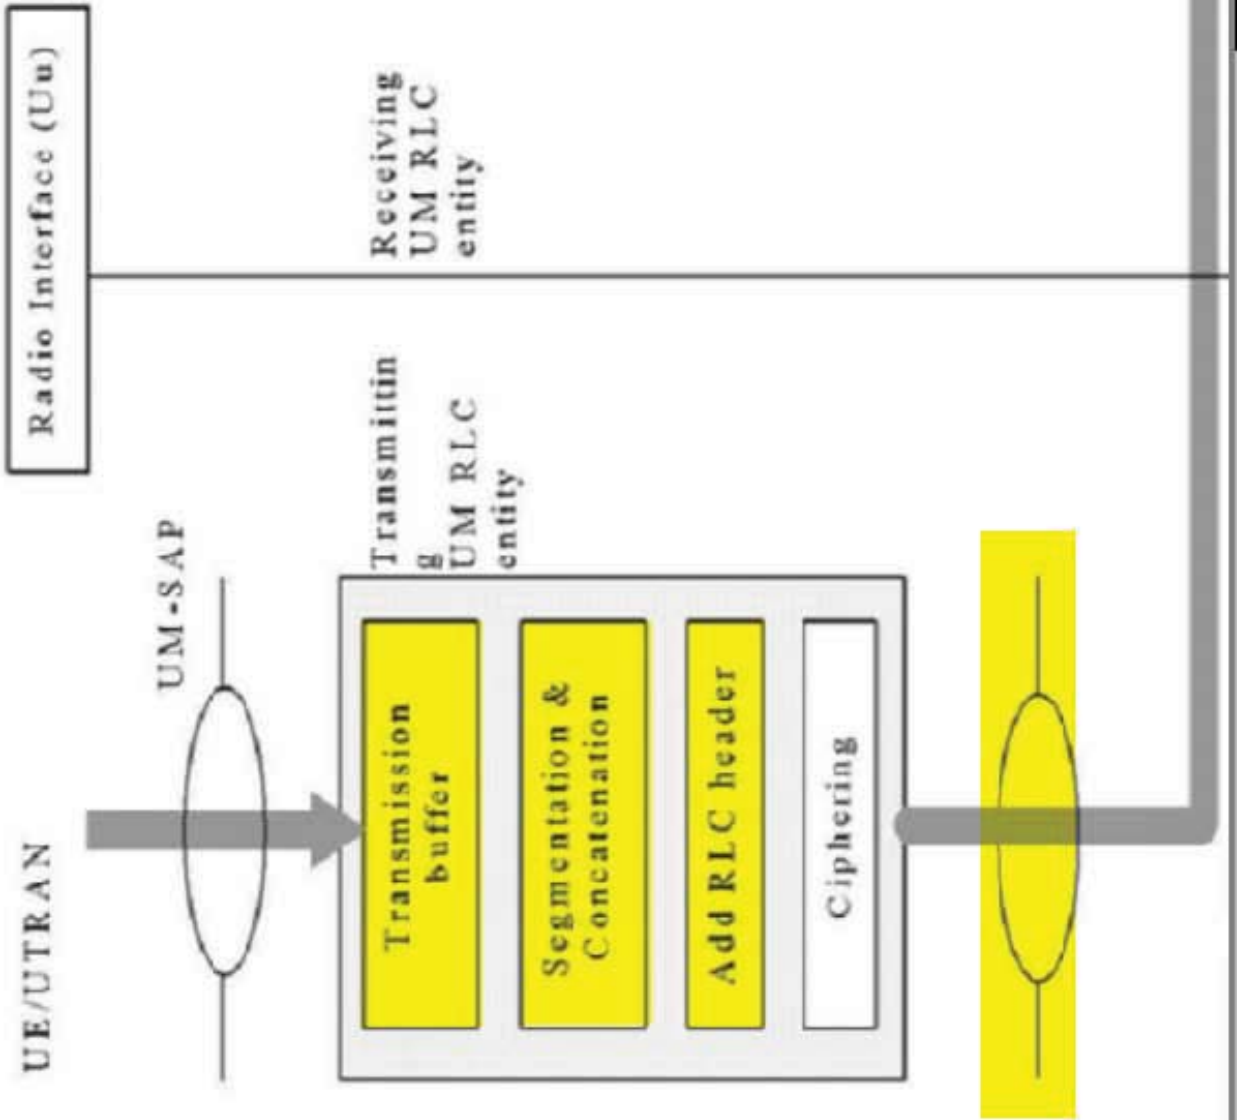 Radio Interface (Uu)
UE/UTRAN
UM-SAP
Transmittin
g
UM RLC
entity
Receiving
UM RLC
entity
Transmission
buffer
Segmentation &
Concatenation
Add RLC header
Ciphering